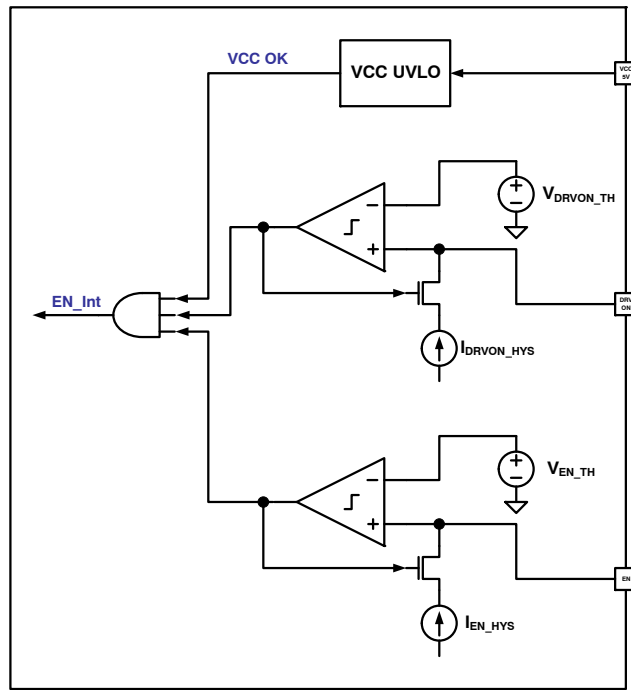 VCC OK
VCC UVLO
VCC
5V
V_DRVON_TH
EN_Int
DRV
ON
I_DRVON_HYS
V_EN_TH
EN
I_EN_HYS